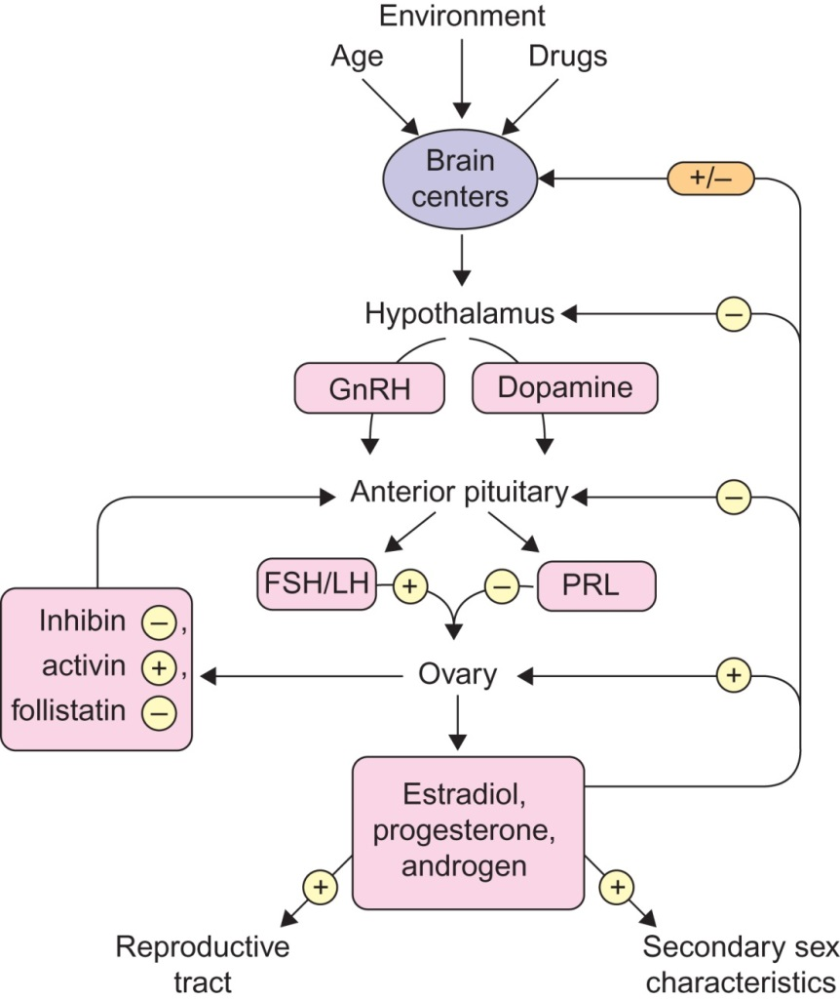 Environment
Age
Drugs
Brain
centers
+/–
Hypothalamus
–
GnRH
Dopamine
Anterior pituitary
–
FSH/LH
+
–
PRL
Inhibin –,
activin +,
follistatin –
Ovary
+
Estradiol,
progesterone,
androgen
+
+
Reproductive
tract
Secondary sex
characteristics